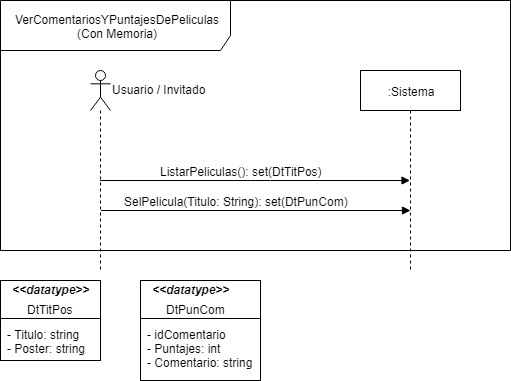 VerComentariosYPuntajesDePeliculas
(Con Memoria)
Usuario / Invitado
:Sistema
ListarPeliculas(): set(DtTitPos)
SelPelicula(Titulo: String): set(DtPunCom)
<<datatype>>
DtTitPos
- Titulo: string
- Poster: string
<<datatype>>
DtPunCom
- idComentario
- Puntajes: int
- Comentario: string